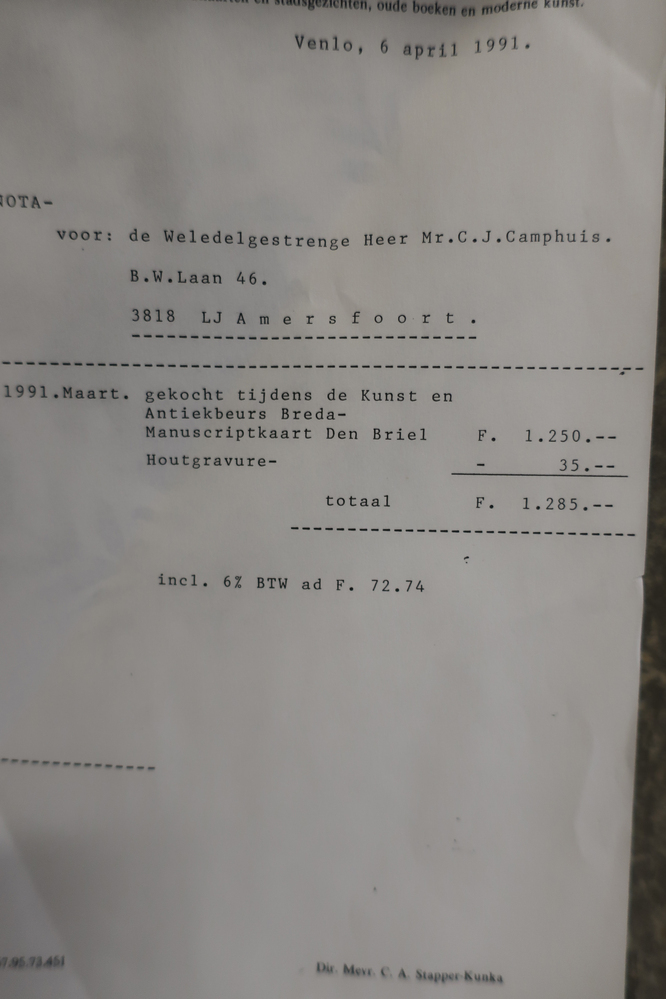 stadsgezichten, oude boeken en moderne kunst.
Venlo, 6 april 1991.
NOTA-
voor: de Weledelgestrenge Heer Mr.C.J.Camphuis.
B.W.Laan 46.
3818 LJ A m e r s f o o r t .
1991.Maart. gekocht tijdens de Kunst en
Antiekbeurs Breda-
Manuscriptkaart Den Briel F. 1.250.--
Houtgravure- - 35.--
totaal F. 1.285.--
incl. 6% BTW ad F. 72.74
Dir. Mevr. C. A. Stapper-Kunka